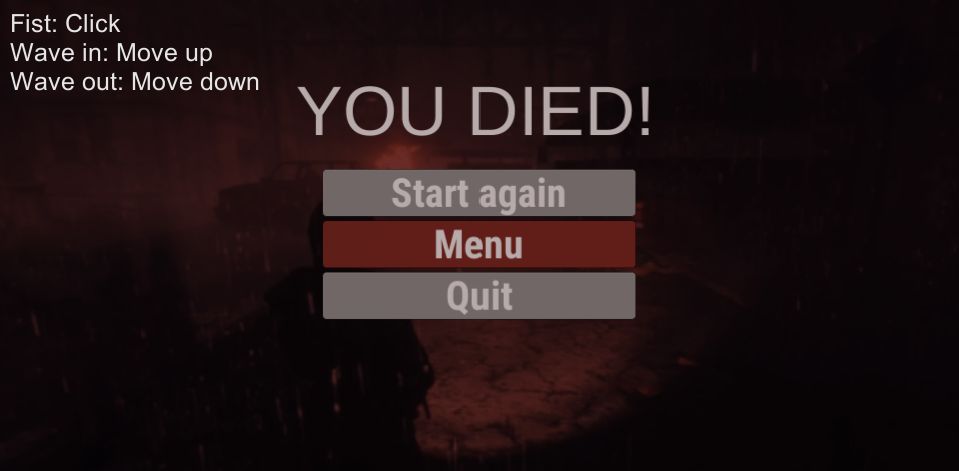 Fist: Click
Wave in: Move up
Wave out: Move down
YOU DIED!
Start again
Menu
Quit